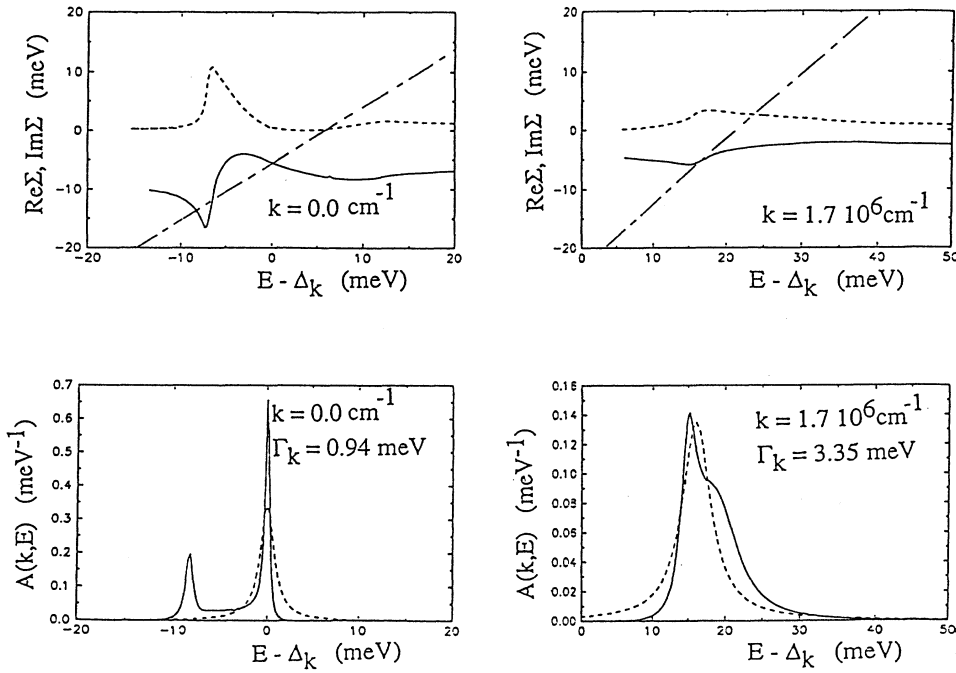 20
10
0
−10
−20
ReΣ, ImΣ (meV)
k = 0.0 cm-1
−20 −10 0 10 20
E - Δk (meV)
20
10
0
−10
−20
ReΣ, ImΣ (meV)
k = 1.7 10^6cm-1
0 10 20 30 40 50
E - Δk (meV)
0.7
0.6
0.5
0.4
0.3
0.2
0.1
0.0
A(k,E) (meV-1)
k = 0.0 cm-1
Γk = 0.94 meV
−20 −10 0 10 20
E - Δk (meV)
0.16
0.14
0.12
0.10
0.08
0.06
0.04
0.02
0.00
A(k,E) (meV-1)
k = 1.7 10^6cm-1
Γk = 3.35 meV
0 10 20 30 40 50
E - Δk (meV)